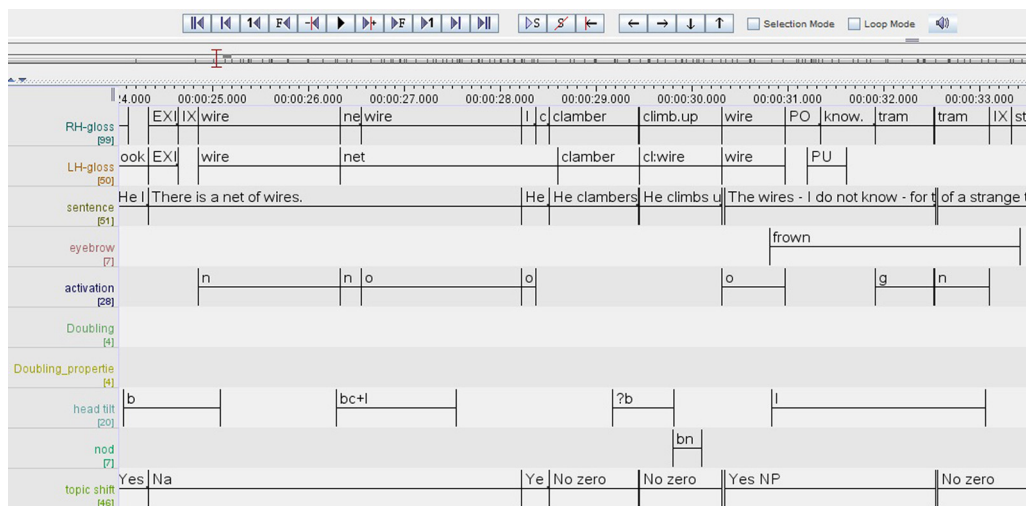 Selection Mode Loop Mode
24.000 00:00:25.000 00:00:26.000 00:00:27.000 00:00:28.000 00:00:29.000 00:00:30.000 00:00:31.000 00:00:32.000 00:00:33.000
RH-gloss [99] EXI IX wire ne wire I c clamber climb.up wire PO know. tram tram IX st
LH-gloss [50] ook EXI wire net clamber cl:wire wire PU
sentence [51] He I There is a net of wires. He He clambers He climbs u The wires - I do not know - for t of a strange t
eyebrow [7] frown
activation [28] n n o o o g n
Doubling [4]
Doubling_propertie [4]
head tilt [20] b bc+l ?b l
nod [7] bn
topic shift [46] Yes Na Ye No zero No zero Yes NP No zero